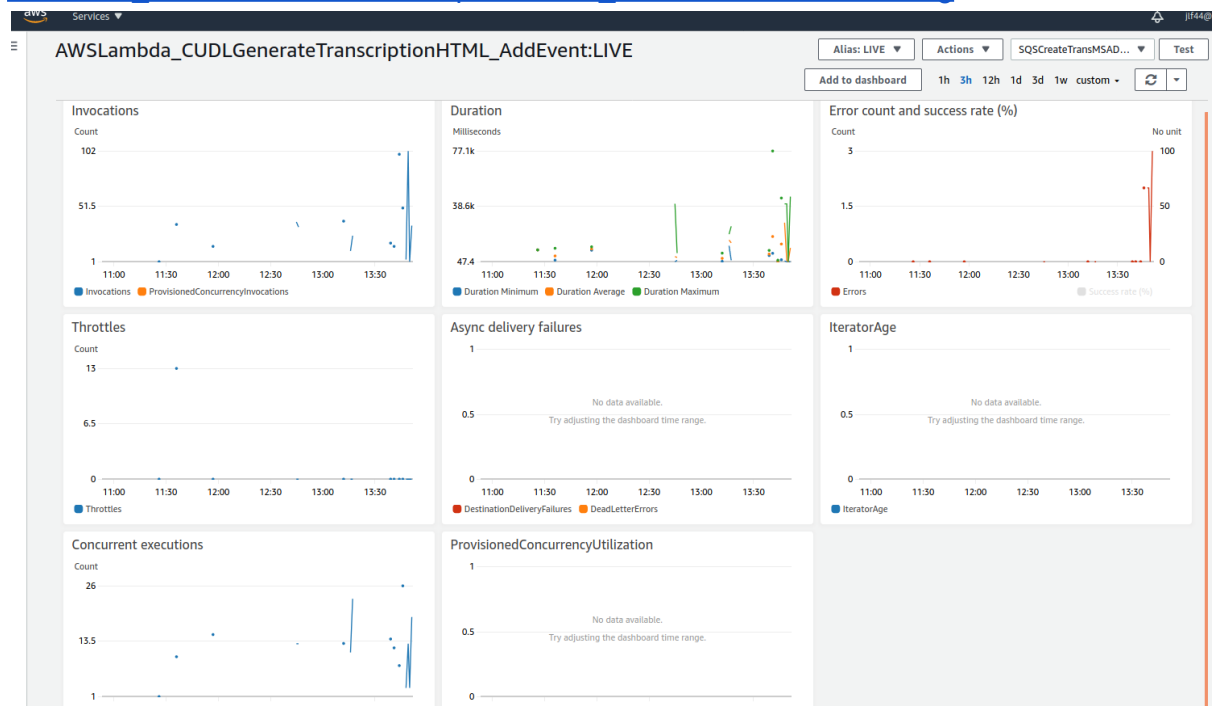 aws Services ▼ jlf44@
AWSLambda_CUDLGenerateTranscriptionHTML_AddEvent:LIVE
Alias: LIVE ▼ Actions ▼ SQSCreateTransMSAD... ▼ Test
Add to dashboard 1h 3h 12h 1d 3d 1w custom
Invocations
Count
102
51.5
1
11:00 11:30 12:00 12:30 13:00 13:30
Invocations ProvisionedConcurrencyInvocations
Duration
Milliseconds
77.1k
38.6k
47.4
11:00 11:30 12:00 12:30 13:00 13:30
Duration Minimum Duration Average Duration Maximum
Error count and success rate (%)
Count No unit
3 100
1.5 50
0 0
11:00 11:30 12:00 12:30 13:00 13:30
Errors Success rate (%)
Throttles
Count
13
6.5
0
11:00 11:30 12:00 12:30 13:00 13:30
Throttles
Async delivery failures
1
No data available.
0.5
Try adjusting the dashboard time range.
0
11:00 11:30 12:00 12:30 13:00 13:30
DestinationDeliveryFailures DeadLetterErrors
IteratorAge
1
No data available.
0.5
Try adjusting the dashboard time range.
0
11:00 11:30 12:00 12:30 13:00 13:30
IteratorAge
Concurrent executions
Count
26
13.5
1
ProvisionedConcurrencyUtilization
1
No data available.
0.5
Try adjusting the dashboard time range.
0